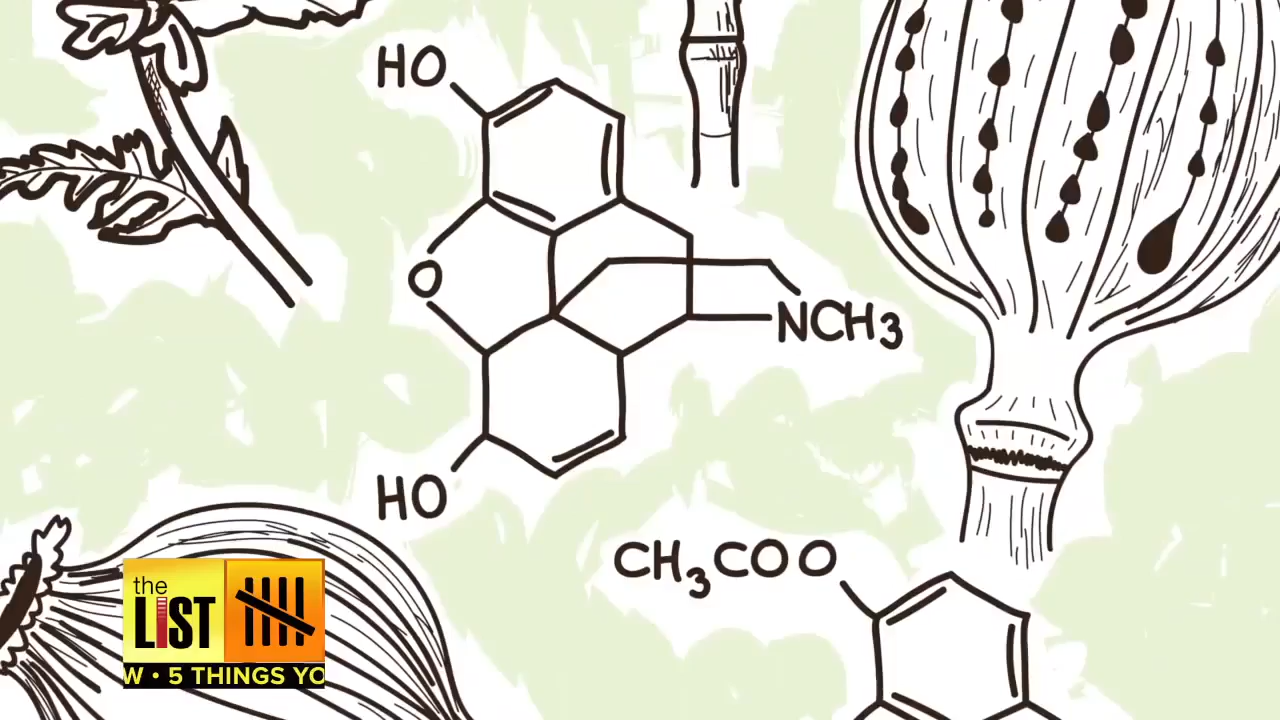 HO
O
NCH3
HO
CH3COO
the
LiST
W • 5 THINGS YO